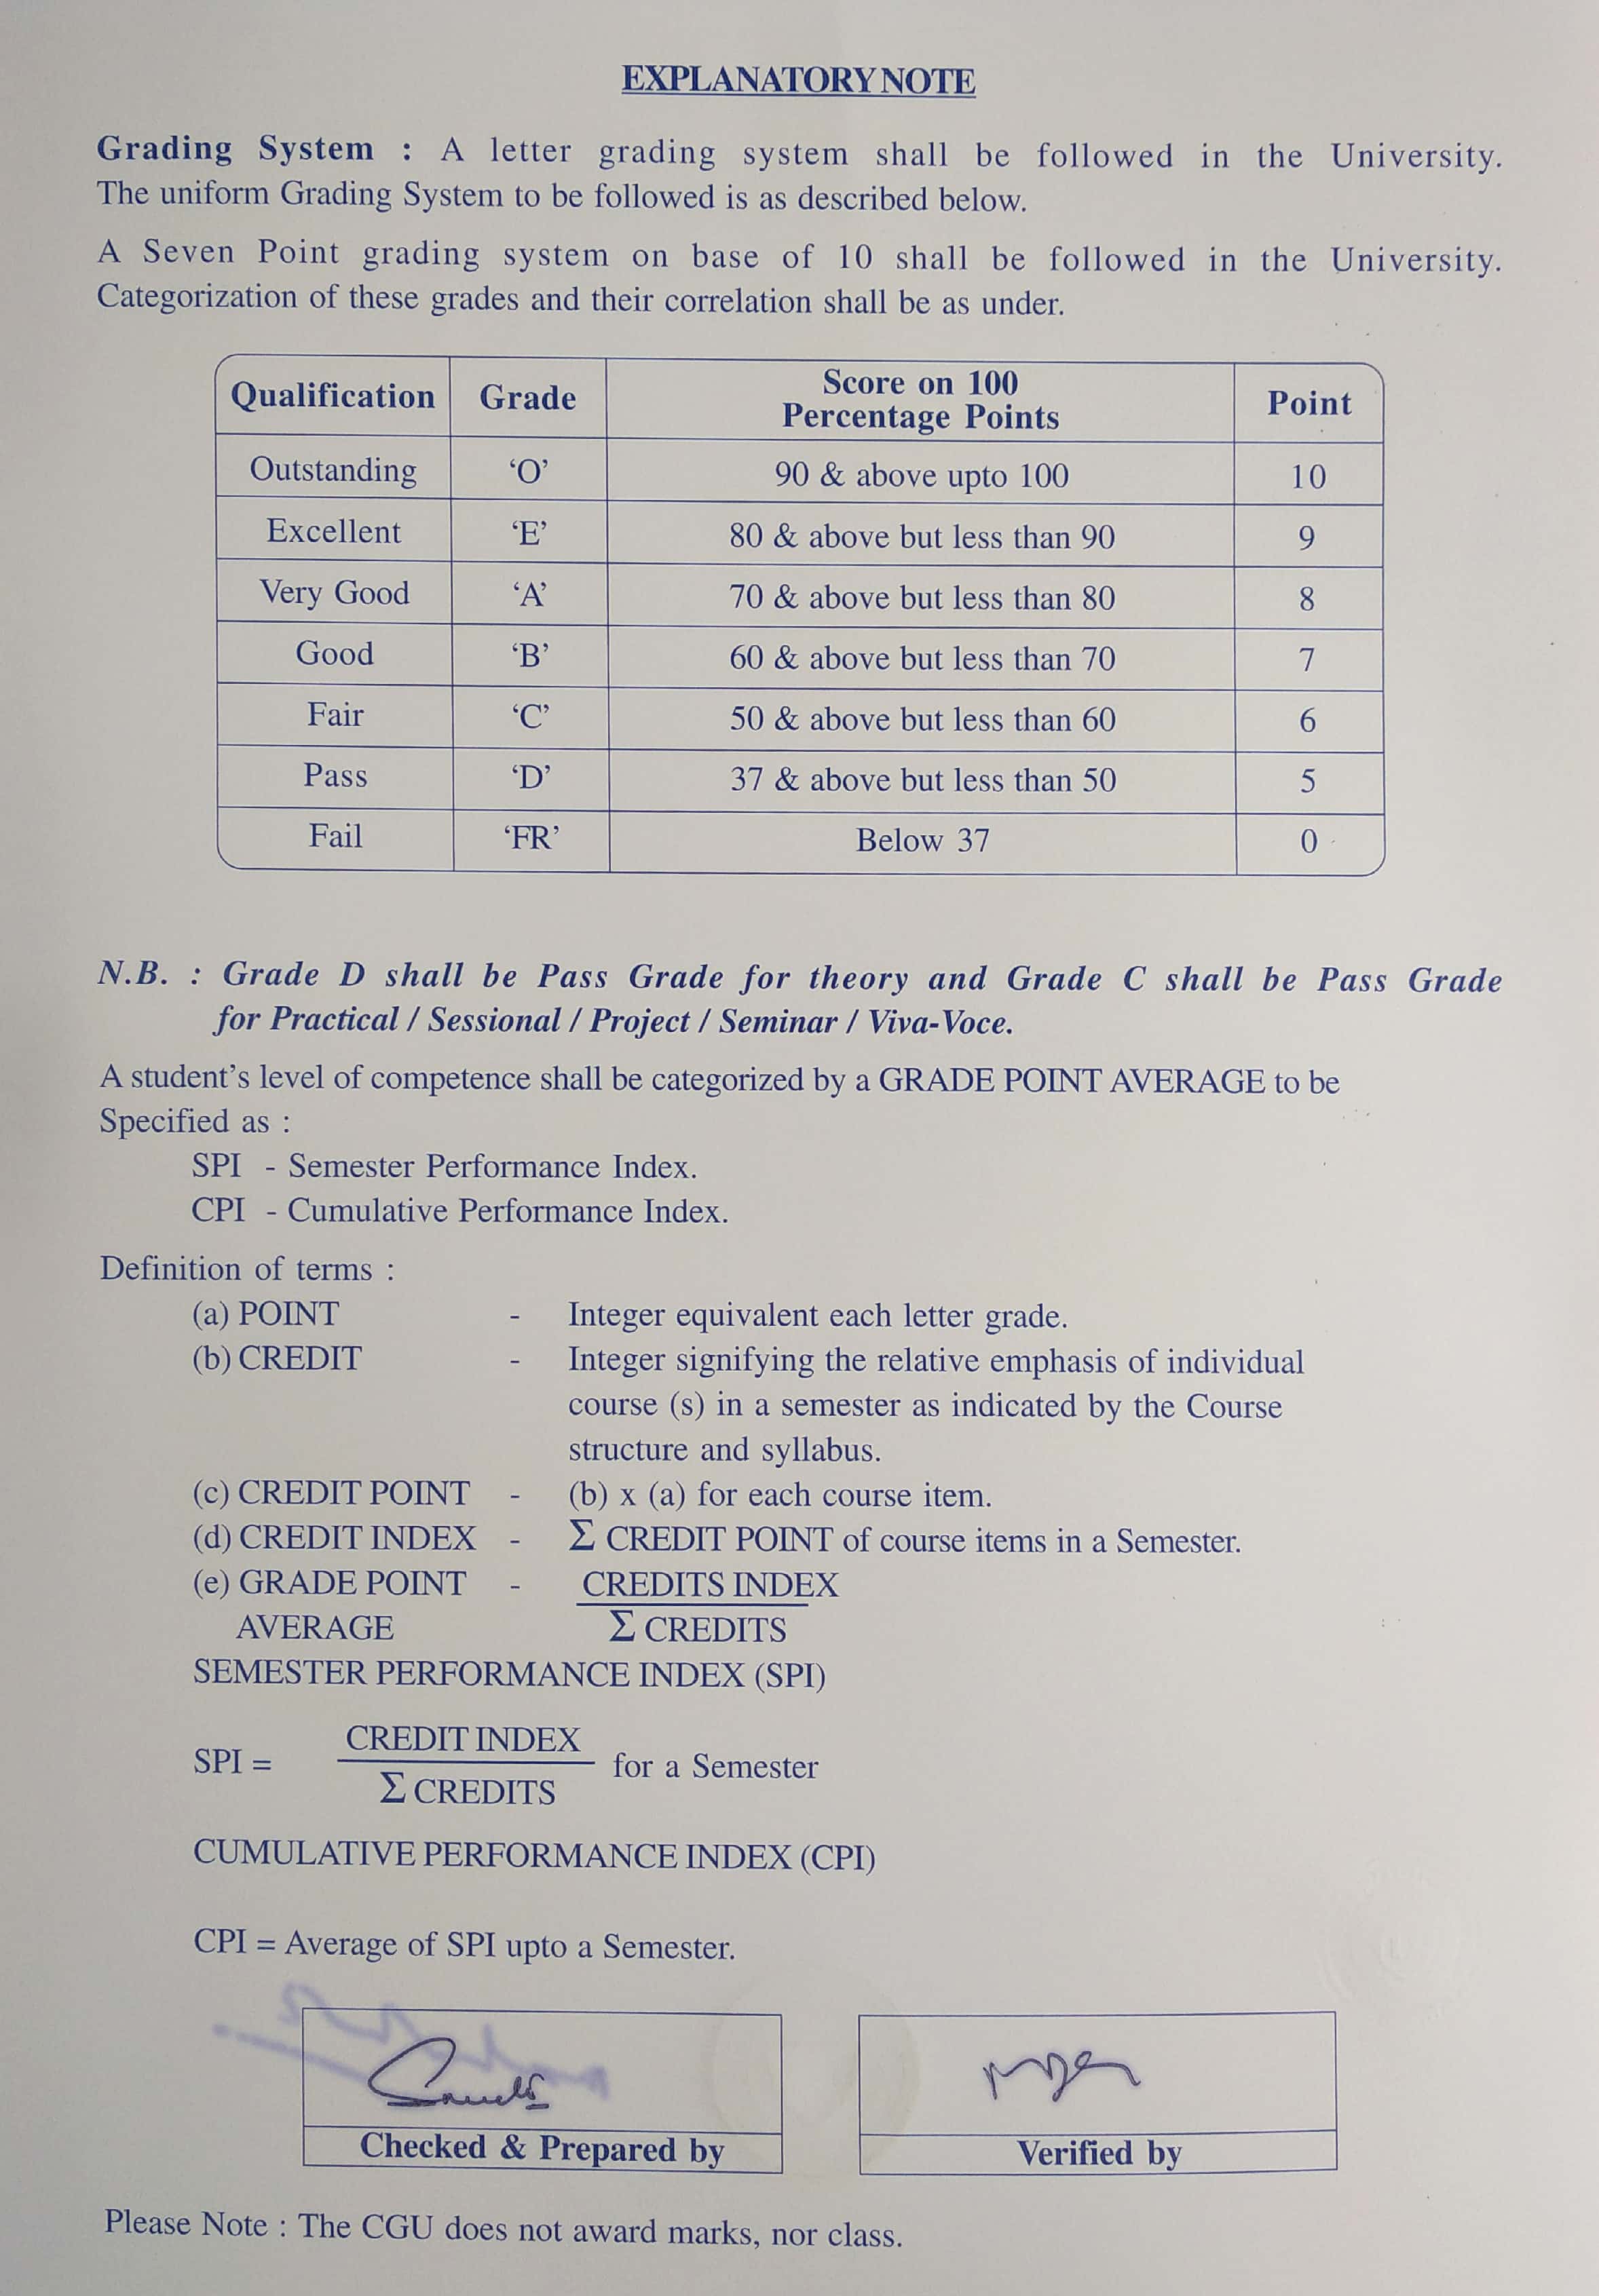 EXPLANATORY NOTE
Grading System : A letter grading system shall be followed in the University.
The uniform Grading System to be followed is as described below.
A Seven Point grading system on base of 10 shall be followed in the University.
Categorization of these grades and their correlation shall be as under.
Qualification Grade Score on 100 Percentage Points Point
Outstanding ‘O’ 90 & above upto 100 10
Excellent ‘E’ 80 & above but less than 90 9
Very Good ‘A’ 70 & above but less than 80 8
Good ‘B’ 60 & above but less than 70 7
Fair ‘C’ 50 & above but less than 60 6
Pass ‘D’ 37 & above but less than 50 5
Fail ‘FR’ Below 37 0
N.B. : Grade D shall be Pass Grade for theory and Grade C shall be Pass Grade
for Practical / Sessional / Project / Seminar / Viva-Voce.
A student’s level of competence shall be categorized by a GRADE POINT AVERAGE to be
Specified as :
SPI - Semester Performance Index.
CPI - Cumulative Performance Index.
Definition of terms :
(a) POINT - Integer equivalent each letter grade.
(b) CREDIT - Integer signifying the relative emphasis of individual
course (s) in a semester as indicated by the Course
structure and syllabus.
(c) CREDIT POINT - (b) x (a) for each course item.
(d) CREDIT INDEX - Σ CREDIT POINT of course items in a Semester.
(e) GRADE POINT - CREDITS INDEX
AVERAGE Σ CREDITS
SEMESTER PERFORMANCE INDEX (SPI)
SPI = CREDIT INDEX for a Semester
Σ CREDITS
CUMULATIVE PERFORMANCE INDEX (CPI)
CPI = Average of SPI upto a Semester.
Checked & Prepared by Verified by
Please Note : The CGU does not award marks, nor class.